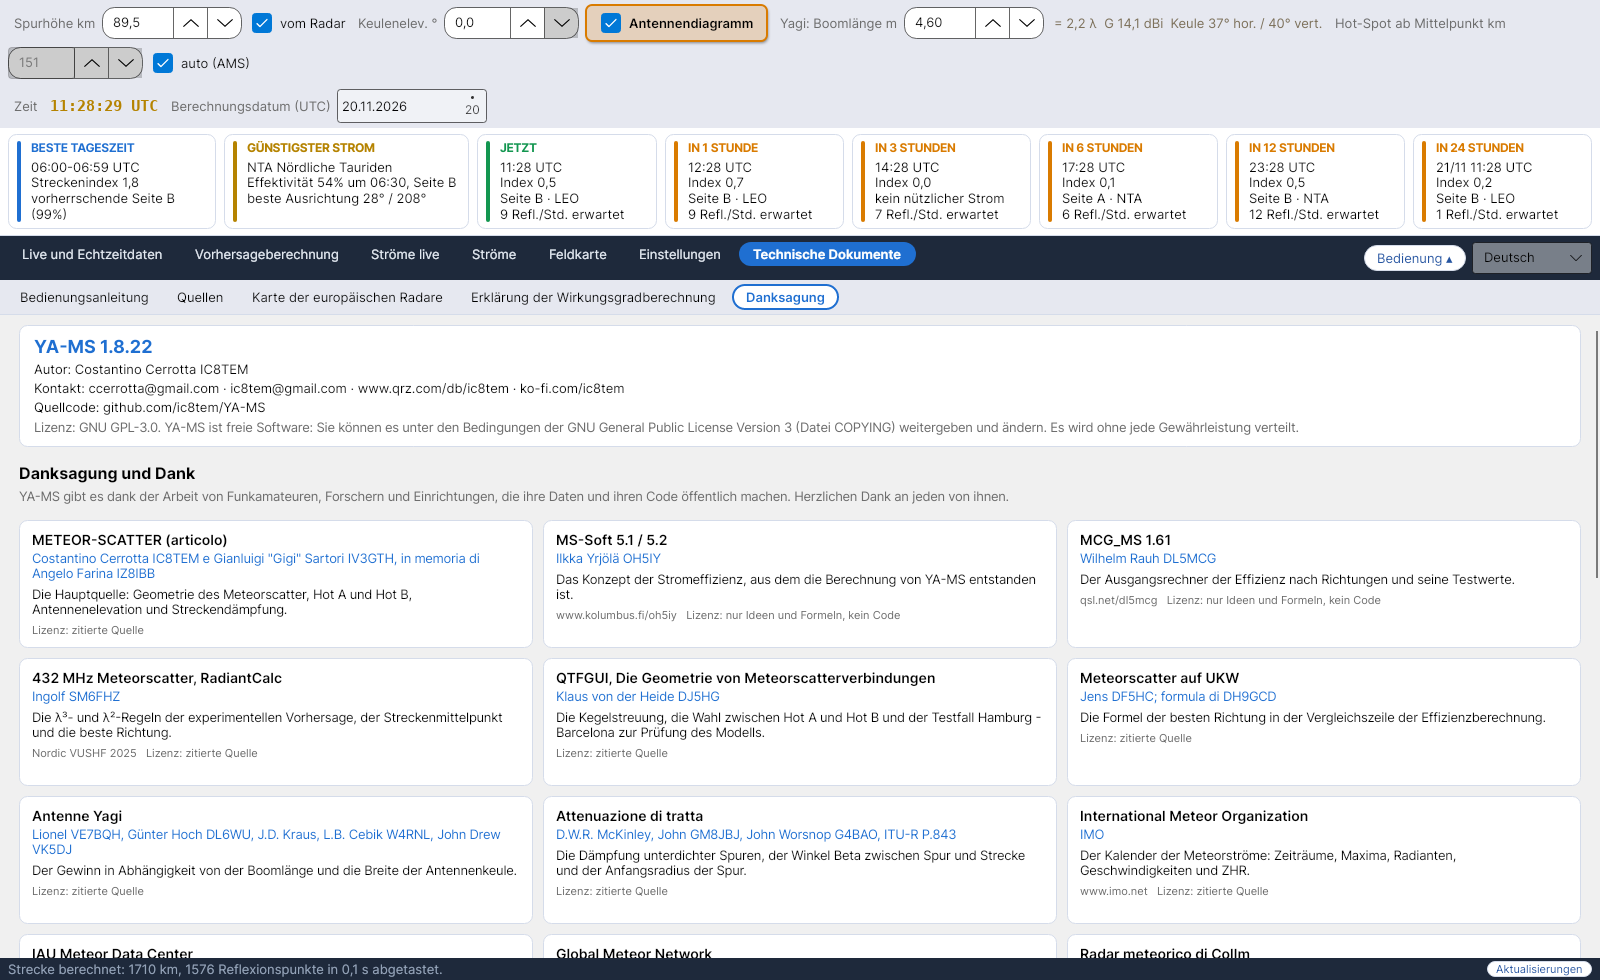 Spurhöhe km 89,5 vom Radar Keulenelev. ° 0,0 Antennendiagramm Yagi: Boomlänge m 4,60 = 2,2 λ G 14,1 dBi Keule 37° hor. / 40° vert. Hot-Spot ab Mittelpunkt km
151 auto (AMS)
Zeit 11:28:29 UTC Berechnungsdatum (UTC) 20.11.2026 20
BESTE TAGESZEIT
06:00-06:59 UTC
Streckenindex 1,8
vorherrschende Seite B
(99%)
GÜNSTIGSTER STROM
NTA Nördliche Tauriden
Effektivität 54% um 06:30, Seite B
beste Ausrichtung 28° / 208°
JETZT
11:28 UTC
Index 0,5
Seite B · LEO
9 Refl./Std. erwartet
IN 1 STUNDE
12:28 UTC
Index 0,7
Seite B · LEO
9 Refl./Std. erwartet
IN 3 STUNDEN
14:28 UTC
Index 0,0
kein nützlicher Strom
7 Refl./Std. erwartet
IN 6 STUNDEN
17:28 UTC
Index 0,1
Seite A · NTA
6 Refl./Std. erwartet
IN 12 STUNDEN
23:28 UTC
Index 0,5
Seite B · NTA
12 Refl./Std. erwartet
IN 24 STUNDEN
21/11 11:28 UTC
Index 0,2
Seite B · LEO
1 Refl./Std. erwartet
Live und Echtzeitdaten Vorhersageberechnung Ströme live Ströme Feldkarte Einstellungen Technische Dokumente Bedienung ▴ Deutsch
Bedienungsanleitung Quellen Karte der europäischen Radare Erklärung der Wirkungsgradberechnung Danksagung
YA-MS 1.8.22
Autor: Costantino Cerrotta IC8TEM
Kontakt: ccerrotta@gmail.com · ic8tem@gmail.com · www.qrz.com/db/ic8tem · ko-fi.com/ic8tem
Quellcode: github.com/ic8tem/YA-MS
Lizenz: GNU GPL-3.0. YA-MS ist freie Software: Sie können es unter den Bedingungen der GNU General Public License Version 3 (Datei COPYING) weitergeben und ändern. Es wird ohne jede Gewährleistung verteilt.
Danksagung und Dank
YA-MS gibt es dank der Arbeit von Funkamateuren, Forschern und Einrichtungen, die ihre Daten und ihren Code öffentlich machen. Herzlichen Dank an jeden von ihnen.
METEOR-SCATTER (articolo)
Costantino Cerrotta IC8TEM e Gianluigi "Gigi" Sartori IV3GTH, in memoria di
Angelo Farina IZ8IBB
Die Hauptquelle: Geometrie des Meteorscatter, Hot A und Hot B,
Antennenelevation und Streckendämpfung.
Lizenz: zitierte Quelle
MS-Soft 5.1 / 5.2
Ilkka Yrjölä OH5IY
Das Konzept der Stromeffizienz, aus dem die Berechnung von YA-MS entstanden
ist.
www.kolumbus.fi/oh5iy Lizenz: nur Ideen und Formeln, kein Code
MCG_MS 1.61
Wilhelm Rauh DL5MCG
Der Ausgangsrechner der Effizienz nach Richtungen und seine Testwerte.
qsl.net/dl5mcg Lizenz: nur Ideen und Formeln, kein Code
432 MHz Meteorscatter, RadiantCalc
Ingolf SM6FHZ
Die λ³- und λ²-Regeln der experimentellen Vorhersage, der Streckenmittelpunkt
und die beste Richtung.
Nordic VUSHF 2025 Lizenz: zitierte Quelle
QTFGUI, Die Geometrie von Meteorscatterverbindungen
Klaus von der Heide DJ5HG
Die Kegelstreuung, die Wahl zwischen Hot A und Hot B und der Testfall Hamburg -
Barcelona zur Prüfung des Modells.
Lizenz: zitierte Quelle
Meteorscatter auf UKW
Jens DF5HC; formula di DH9GCD
Die Formel der besten Richtung in der Vergleichszeile der Effizienzberechnung.
Lizenz: zitierte Quelle
Antenne Yagi
Lionel VE7BQH, Günter Hoch DL6WU, J.D. Kraus, L.B. Cebik W4RNL, John Drew
VK5DJ
Der Gewinn in Abhängigkeit von der Boomlänge und die Breite der Antennenkeule.
Lizenz: zitierte Quelle
Attenuazione di tratta
D.W.R. McKinley, John GM8JBJ, John Worsnop G4BAO, ITU-R P.843
Die Dämpfung unterdichter Spuren, der Winkel Beta zwischen Spur und Strecke
und der Anfangsradius der Spur.
Lizenz: zitierte Quelle
International Meteor Organization
IMO
Der Kalender der Meteorströme: Zeiträume, Maxima, Radianten,
Geschwindigkeiten und ZHR.
www.imo.net Lizenz: zitierte Quelle
IAU Meteor Data Center
Global Meteor Network
Radar meteorico di Collm
Strecke berechnet: 1710 km, 1576 Reflexionspunkte in 0,1 s abgetastet. Aktualisierungen